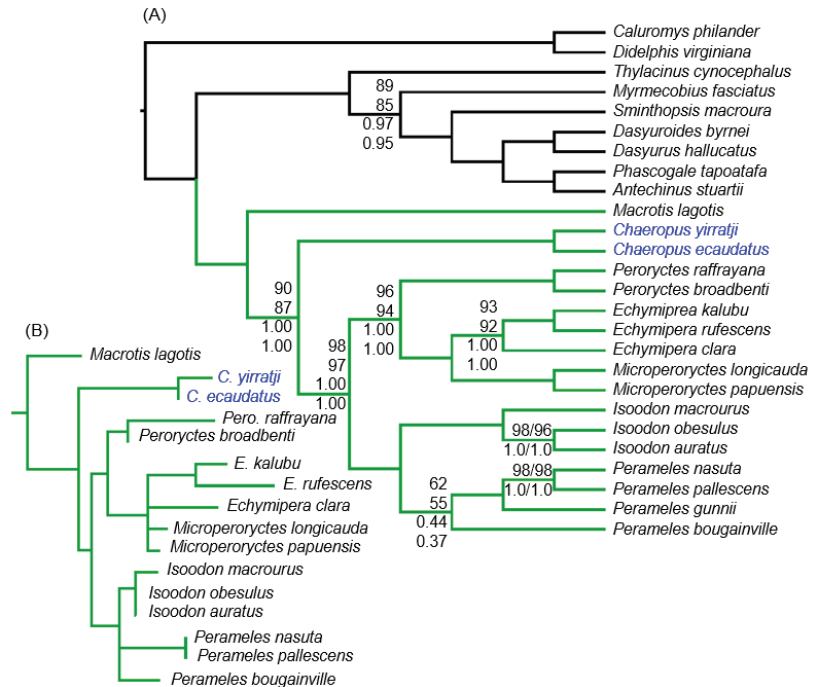 (A)
Caluromys philander
Didelphis virginiana
Thylacinus cynocephalus
89
85
0.97
0.95
Myrmecobius fasciatus
Sminthopsis macroura
Dasyuroides byrnei
Dasyurus hallucatus
Phascogale tapoatafa
Antechinus stuartii
Macrotis lagotis
Chaeropus yirratji
Chaeropus ecaudatus
90
87
1.00
1.00
Peroryctes raffrayana
Peroryctes broadbenti
96
94
1.00
1.00
Echymiprea kalubu
Echymipera rufescens
Echymipera clara
93
92
1.00
1.00
98
97
1.00
1.00
Microperoryctes longicauda
Microperoryctes papuensis
Isoodon macrourus
Isoodon obesulus
Isoodon auratus
98/96
1.0/1.0
Perameles nasuta
Perameles pallescens
98/98
1.0/1.0
Perameles gunnii
Perameles bougainville
62
55
0.44
0.37
(B)
Macrotis lagotis
C. yirratji
C. ecaudatus
Pero. raffrayana
Peroryctes broadbenti
E. kalubu
E. rufescens
Echymipera clara
Microperoryctes longicauda
Microperoryctes papuensis
Isoodon macrourus
Isoodon obesulus
Isoodon auratus
Perameles nasuta
Perameles pallescens
Perameles bougainville